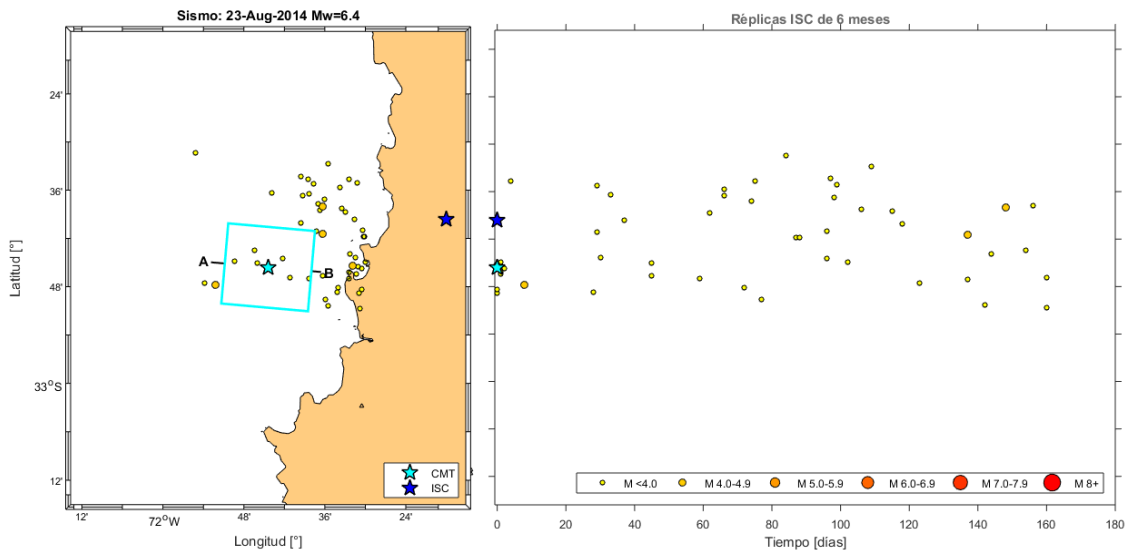 Sismo: 23-Aug-2014 Mw=6.4
Réplicas ISC de 6 meses
24'
36'
48'
33°S
12'
Latitud [°]
A
B
CMT
ISC
12'
72°W
48'
36'
24'
Longitud [°]
M <4.0
M 4.0-4.9
M 5.0-5.9
M 6.0-6.9
M 7.0-7.9
M 8+
0
20
40
60
80
100
120
140
160
180
Tiempo [dias]